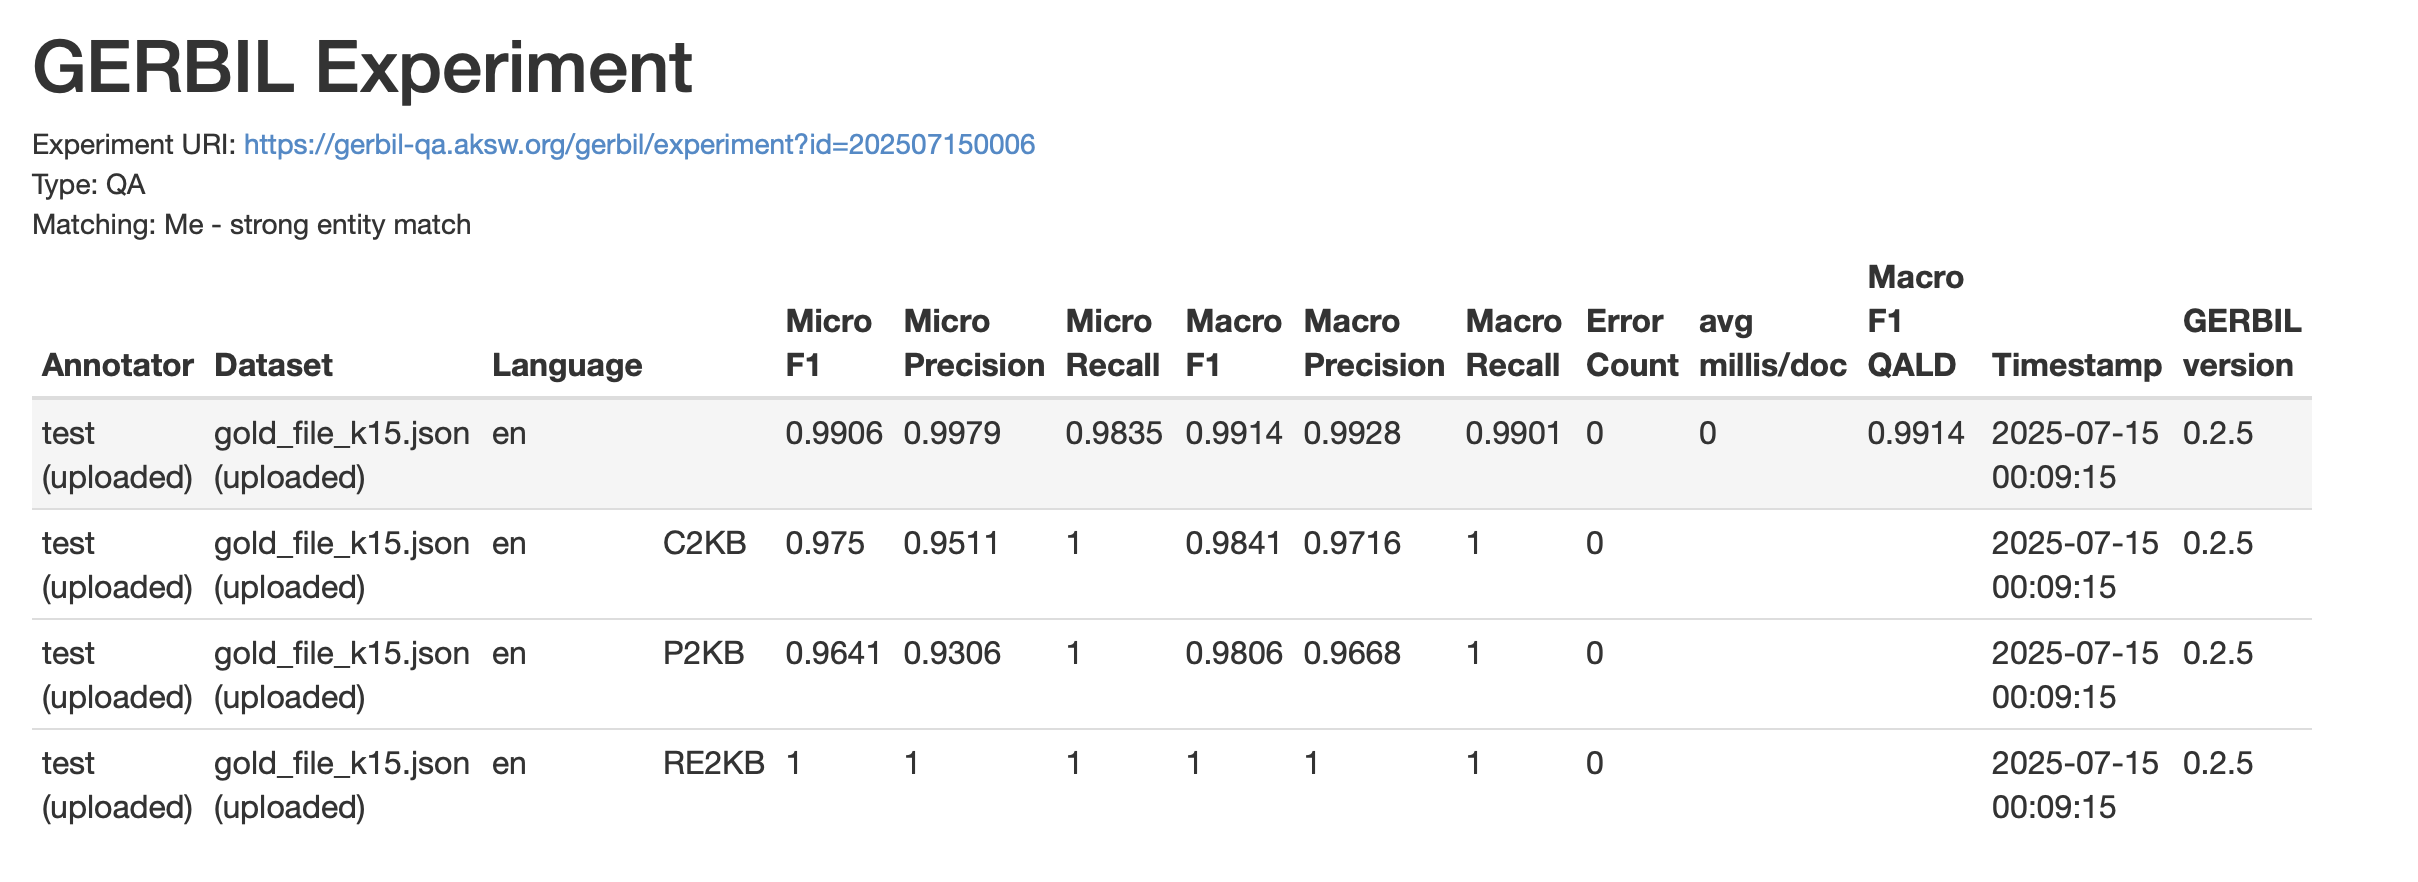 GERBIL Experiment
Experiment URI: https://gerbil-qa.aksw.org/gerbil/experiment?id=202507150006
Type: QA
Matching: Me - strong entity match
Annotator Dataset Language Micro F1 Micro Precision Micro Recall Macro F1 Macro Precision Macro Recall Error Count avg millis/doc Macro F1 QALD Timestamp GERBIL version
test (uploaded) gold_file_k15.json (uploaded) en 0.9906 0.9979 0.9835 0.9914 0.9928 0.9901 0 0 0.9914 2025-07-15 00:09:15 0.2.5
test (uploaded) gold_file_k15.json (uploaded) en C2KB 0.975 0.9511 1 0.9841 0.9716 1 0 2025-07-15 00:09:15 0.2.5
test (uploaded) gold_file_k15.json (uploaded) en P2KB 0.9641 0.9306 1 0.9806 0.9668 1 0 2025-07-15 00:09:15 0.2.5
test (uploaded) gold_file_k15.json (uploaded) en RE2KB 1 1 1 1 1 1 0 2025-07-15 00:09:15 0.2.5